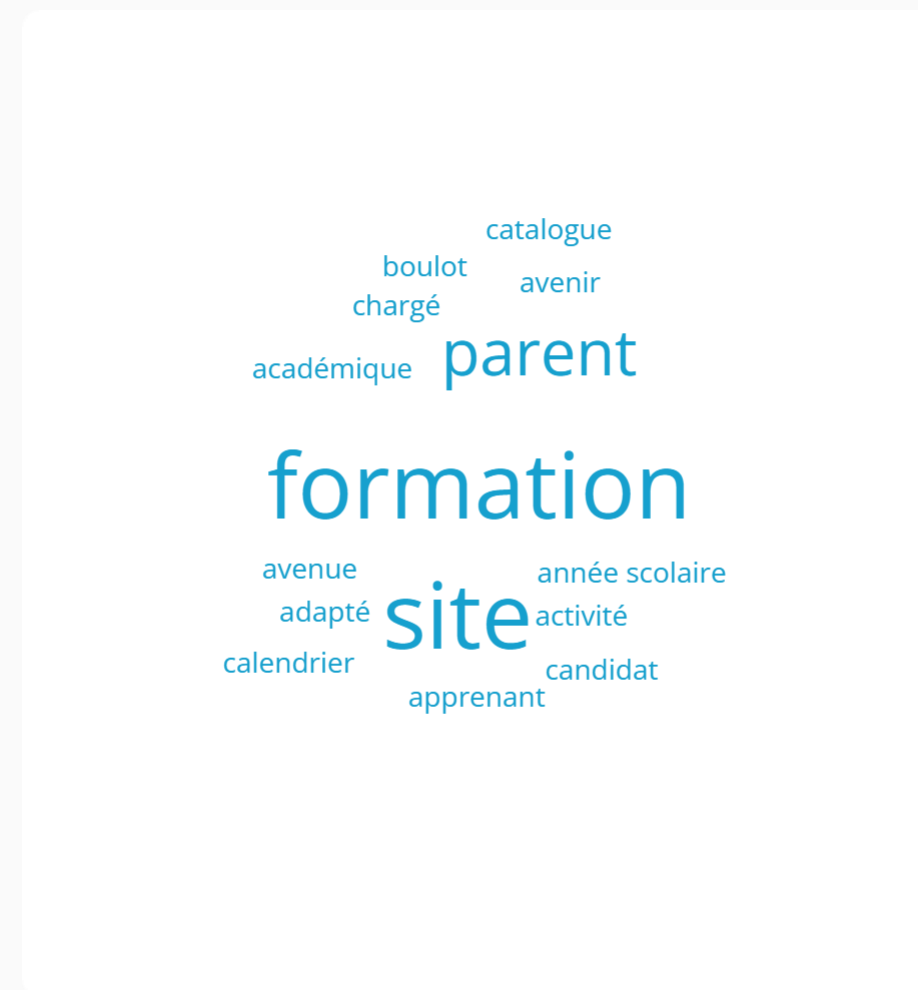 catalogue
boulot
avenir
chargé
parent
académique
formation
avenue
année scolaire
adapté
site
activité
calendrier
candidat
apprenant